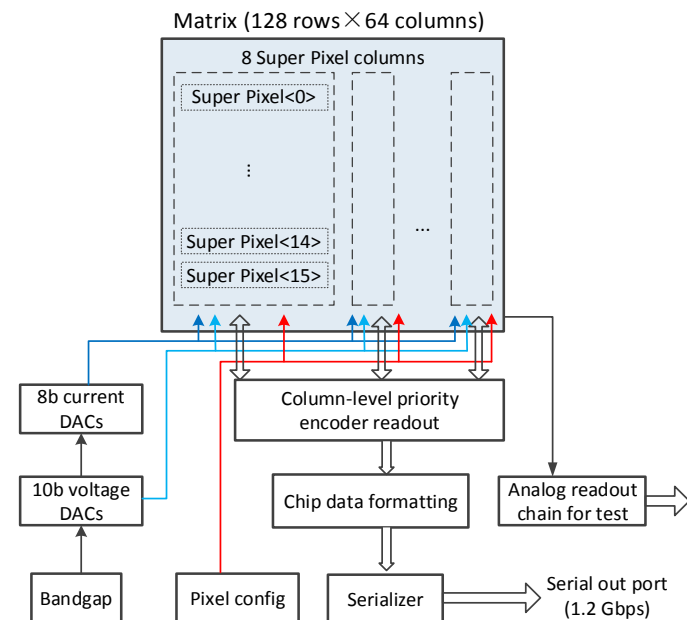 Matrix (128 rows×64 columns)
8 Super Pixel columns
Super Pixel<0>
⋮
Super Pixel<14>
Super Pixel<15>
...
8b current
DACs
Column-level priority
encoder readout
10b voltage
DACs
Chip data formatting
Analog readout
chain for test
Bandgap
Pixel config
Serializer
Serial out port
(1.2 Gbps)